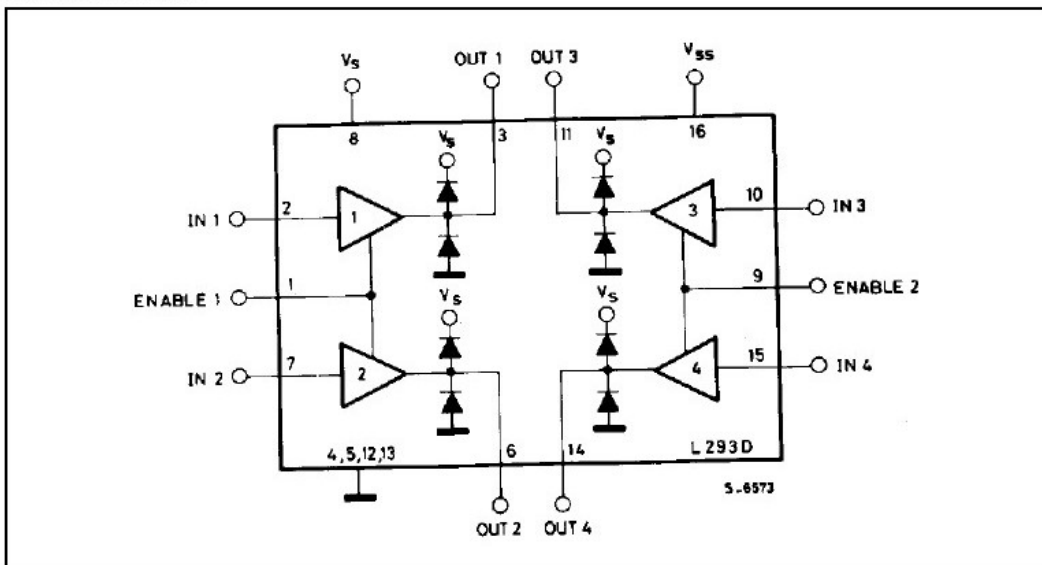 OUT 1 OUT 3
Vs Vss
8 3 11 16
Vs Vs
IN 1 2 1 3 10 IN 3
ENABLE 1 1 9 ENABLE 2
Vs Vs
IN 2 7 2 4 15 IN 4
4,5,12,13 6 14 L293D
S-6573
OUT 2 OUT 4